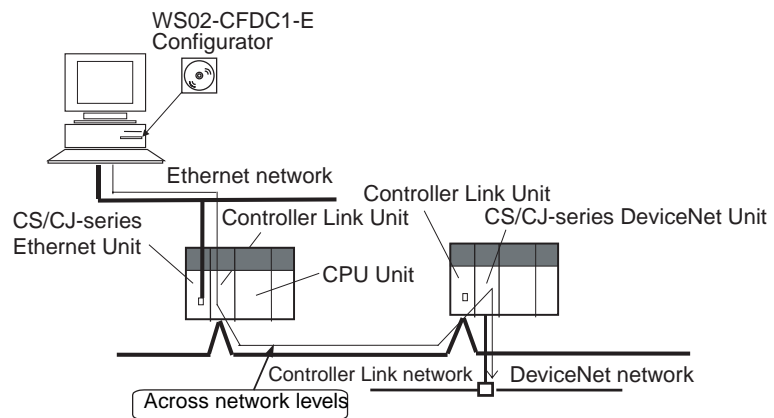 WS02-CFDC1-E
Configurator
Ethernet network
Controller Link Unit
CS/CJ-series DeviceNet Unit
CS/CJ-series
Ethernet Unit
Controller Link Unit
CPU Unit
Controller Link network
DeviceNet network
Across network levels